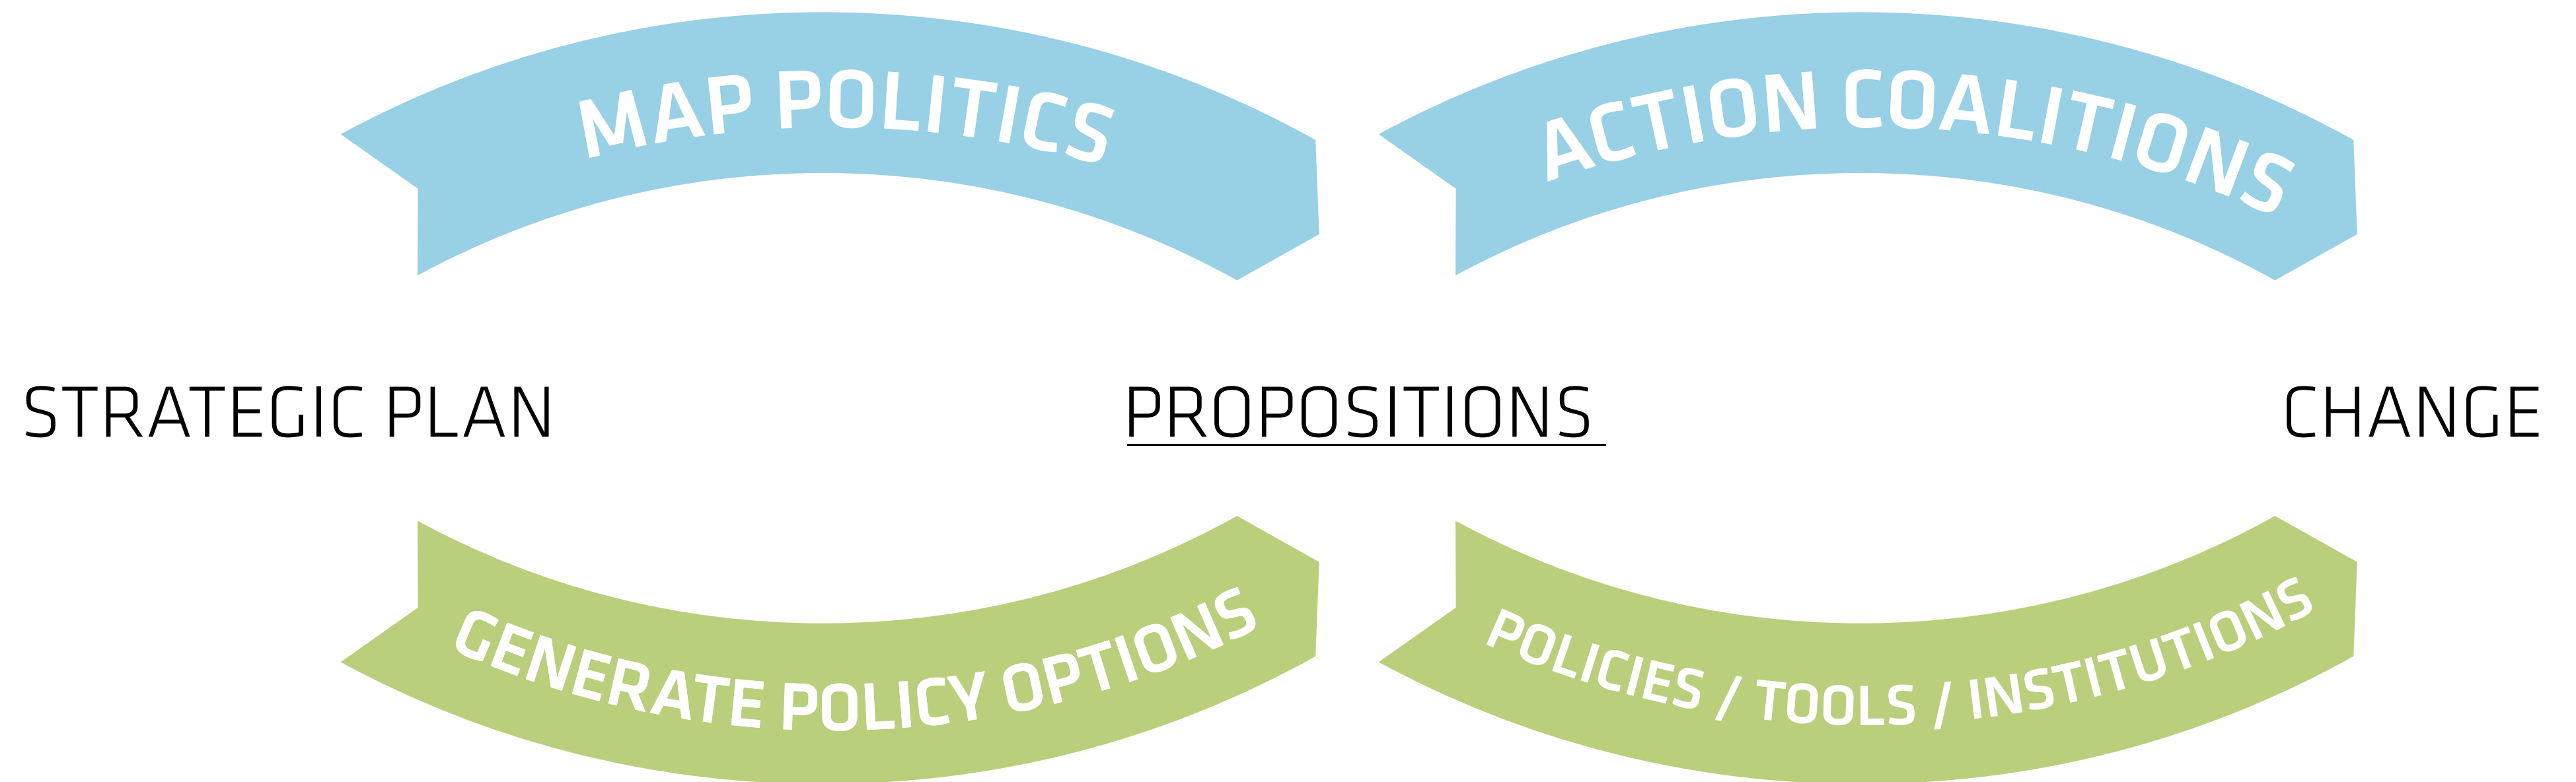 MAP POLITICS
ACTION COALITIONS
STRATEGIC PLAN
PROPOSITIONS
CHANGE
GENERATE POLICY OPTIONS
POLICIES / TOOLS / INSTITUTIONS